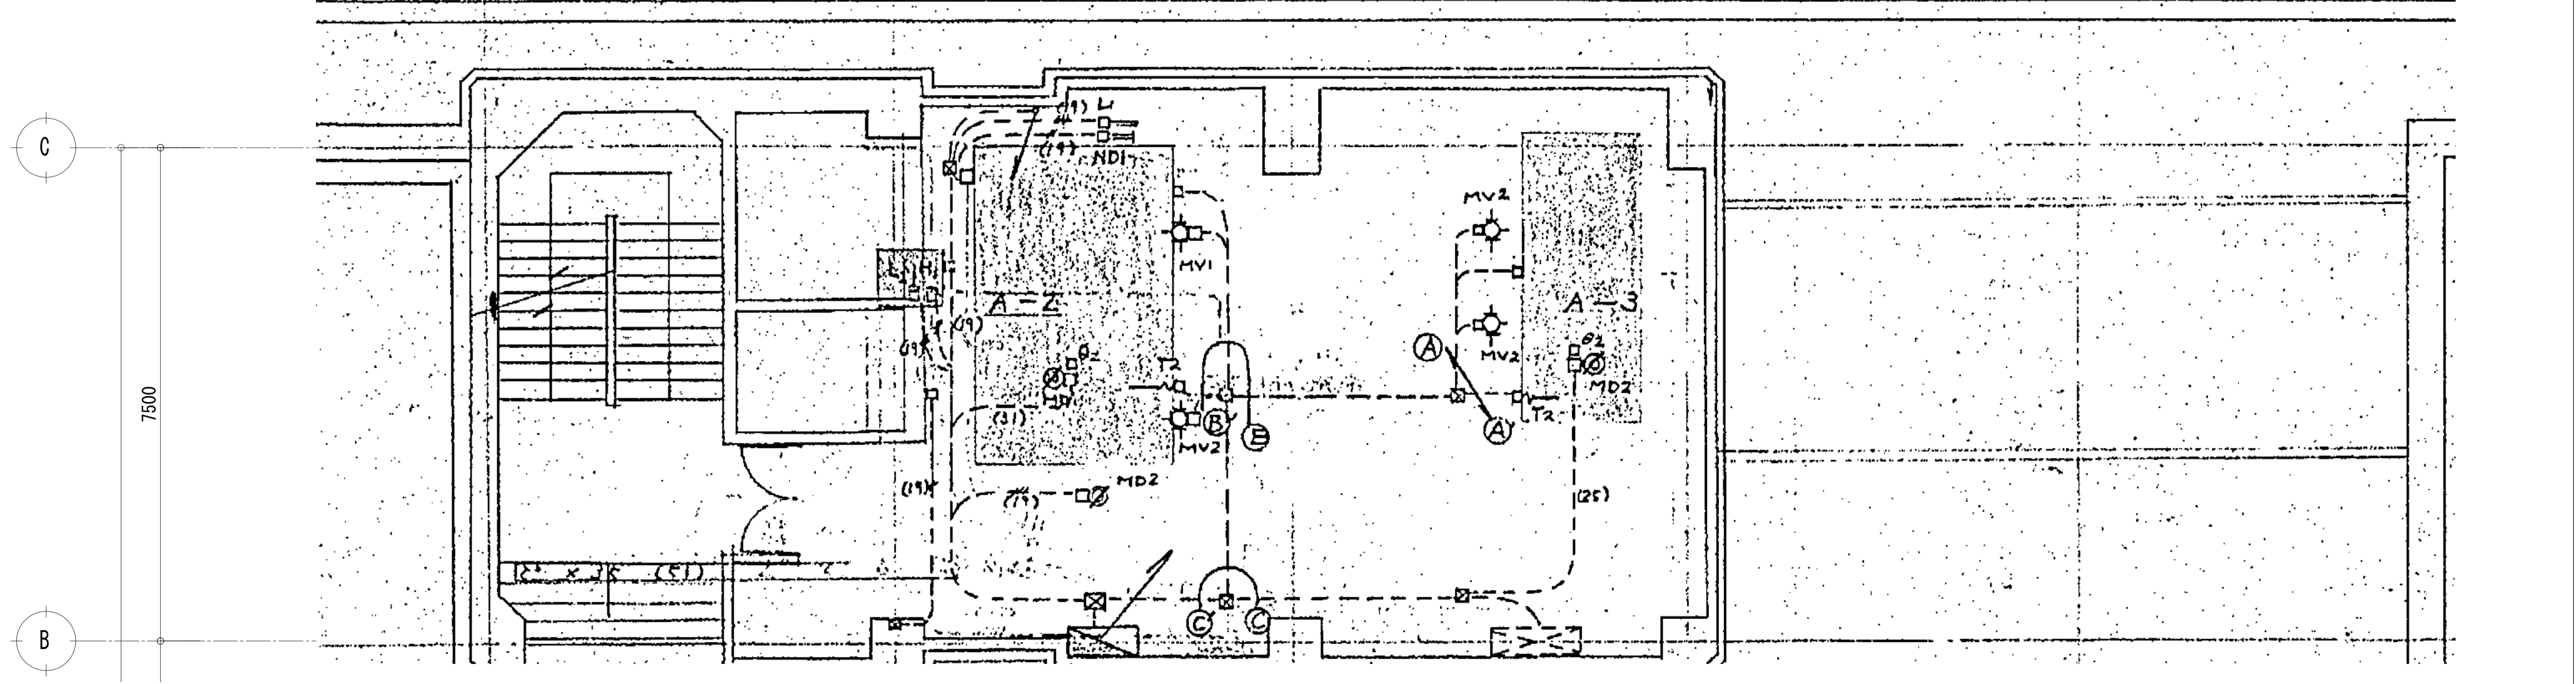 (19) L1
C
(19) ND1
MV2
MV1
A-2
A-3
(19)
(19)
θ2
T2
A
MV2
θ2
MD2
7500
(31)
B
E
A'
T2
MV2
(19)
(19)
MD2
(25)
(51)
C'
C
B